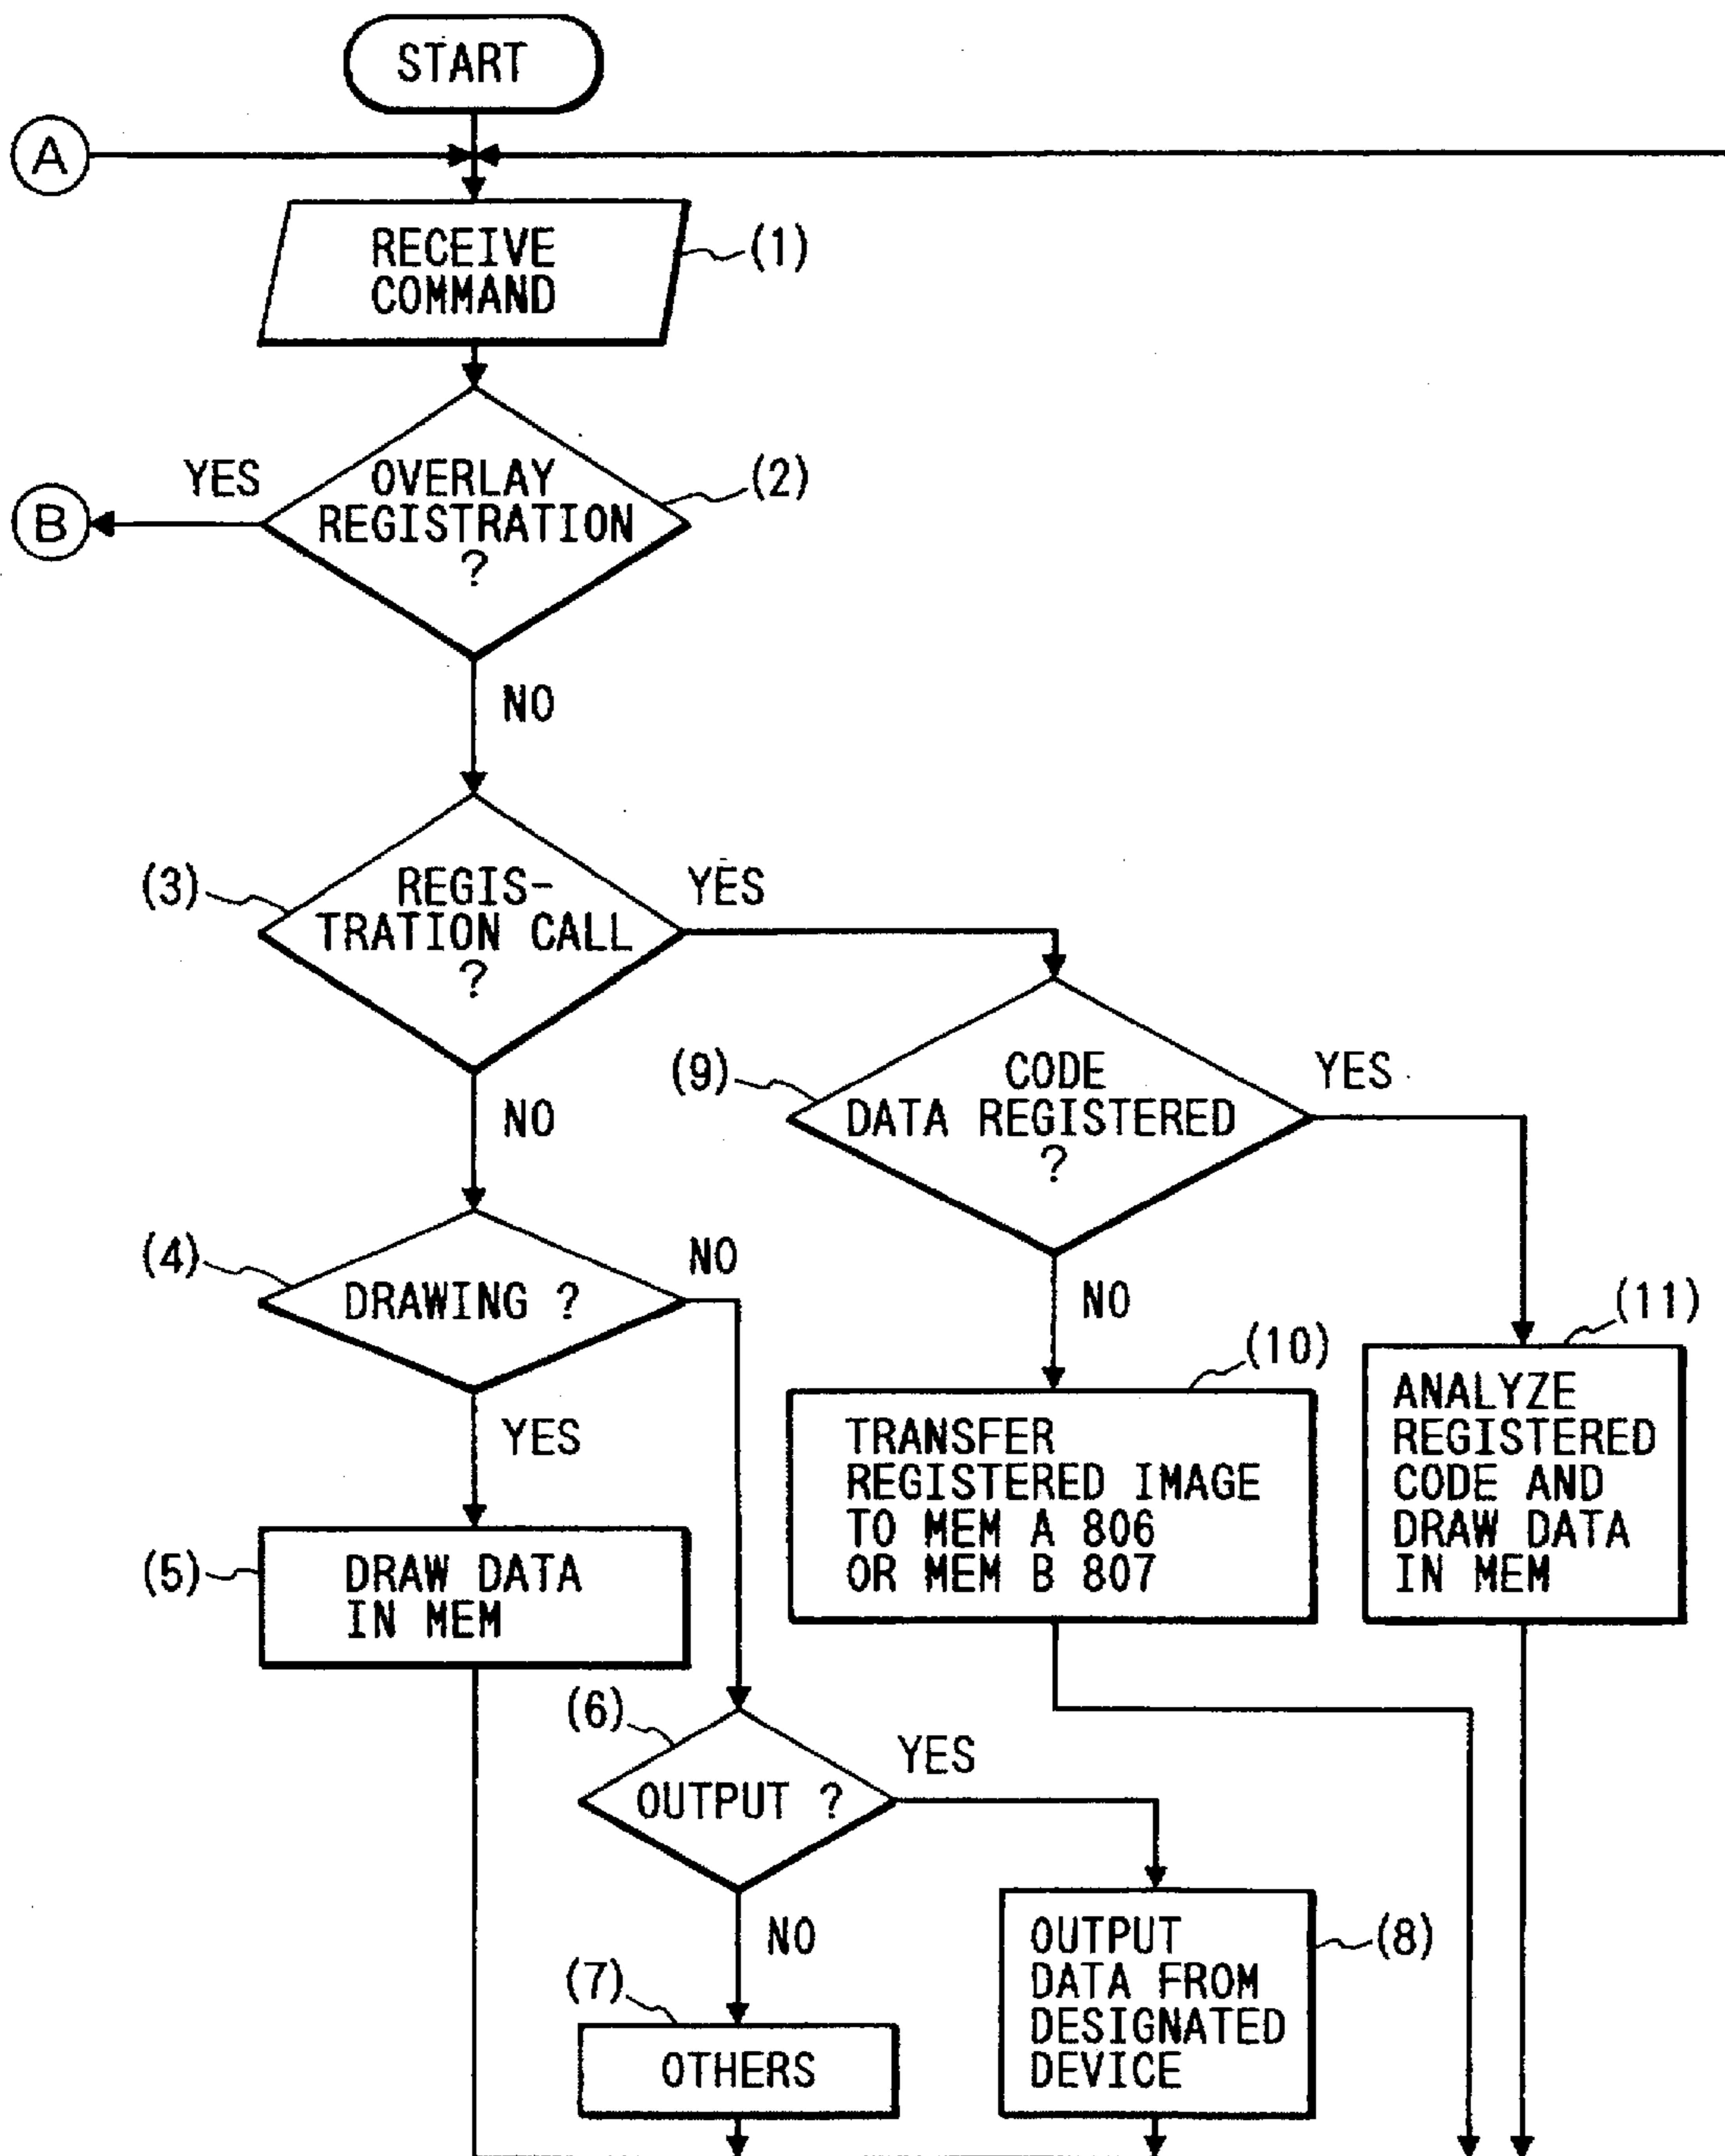 START
A
RECEIVE
COMMAND
(1)
OVERLAY
REGISTRATION
?
(2)
YES
B
NO
(3)
REGIS-
TRATION CALL
?
YES
NO
(9)
CODE
DATA REGISTERED
?
YES
NO
(4)
DRAWING ?
NO
YES
(5)
DRAW DATA
IN MEM
(10)
TRANSFER
REGISTERED IMAGE
TO MEM A 806
OR MEM B 807
(11)
ANALYZE
REGISTERED
CODE AND
DRAW DATA
IN MEM
(6)
OUTPUT ?
YES
NO
(7)
OTHERS
(8)
OUTPUT
DATA FROM
DESIGNATED
DEVICE